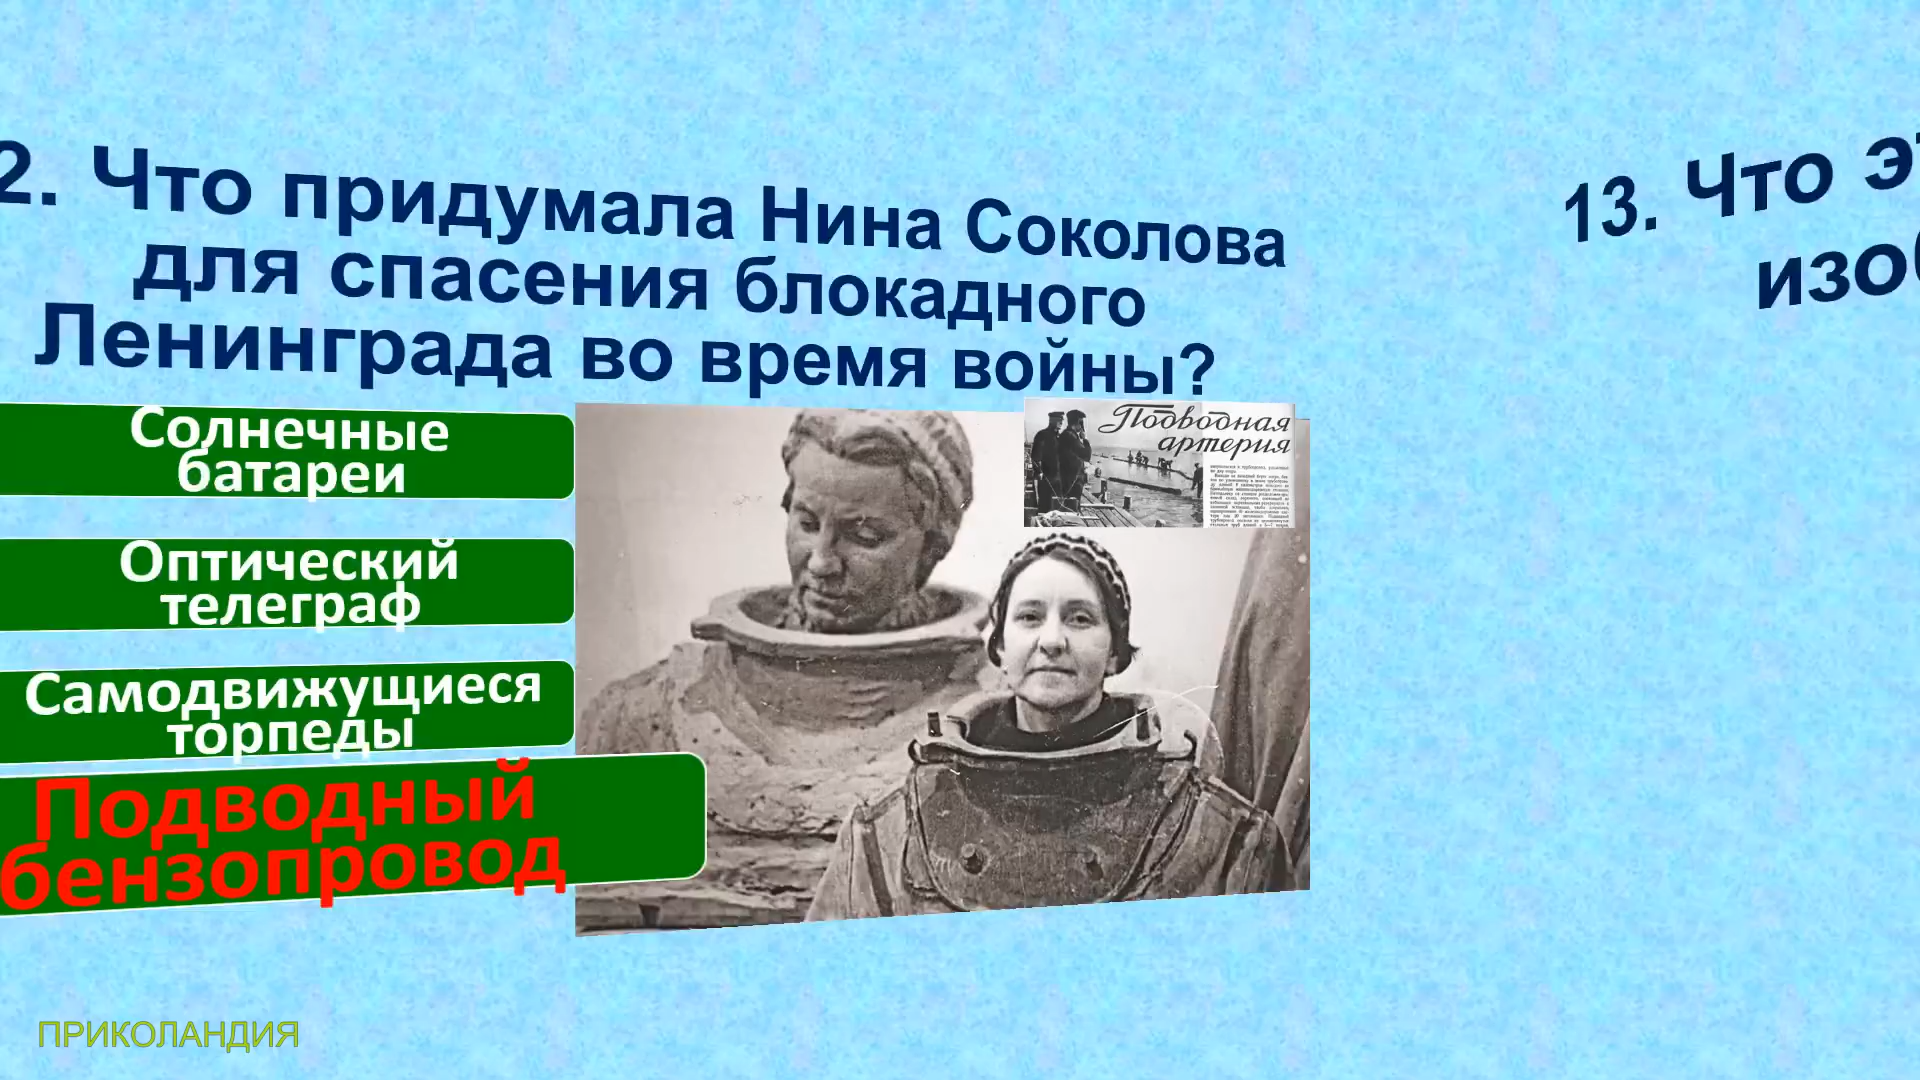 2. Что придумала Нина Соколова
для спасения блокадного
Ленинграда во время войны?
Солнечные
батареи
Оптический
телеграф
Самодвижущиеся
торпеды
Подводный
бензопровод
Подводная
артерия
13. Что
ПРИКОЛАНДИЯ